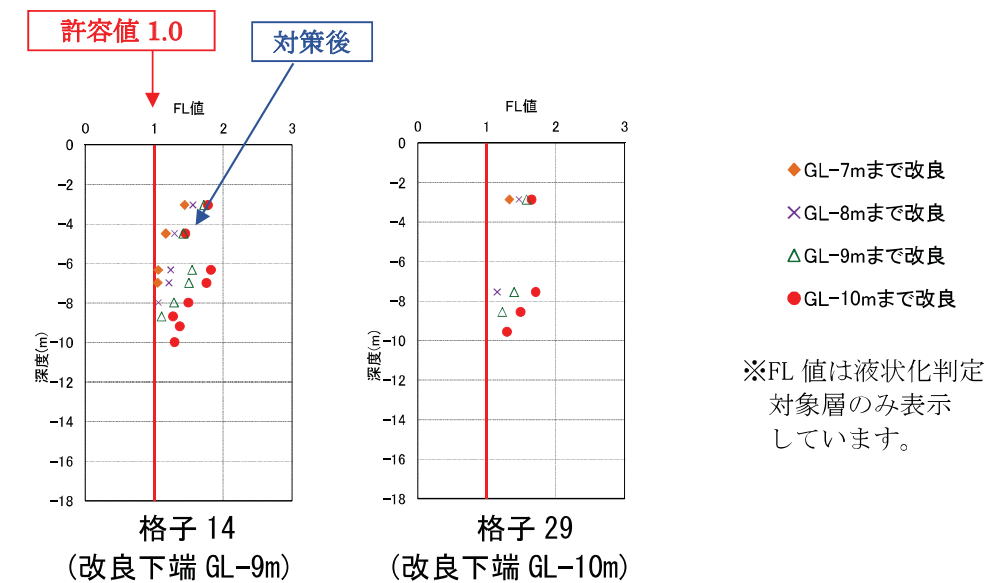 許容値 1.0
対策後
FL値
0 1 2 3
0
-2
-4
-6
-8
-10
-12
-14
-16
-18
深度(m)
格子 14
(改良下端 GL-9m)
FL値
0 1 2 3
0
-2
-4
-6
-8
-10
-12
-14
-16
-18
深度(m)
格子 29
(改良下端 GL-10m)
GL-7mまで改良
GL-8mまで改良
GL-9mまで改良
GL-10mまで改良
※FL 値は液状化判定
対象層のみ表示
しています。